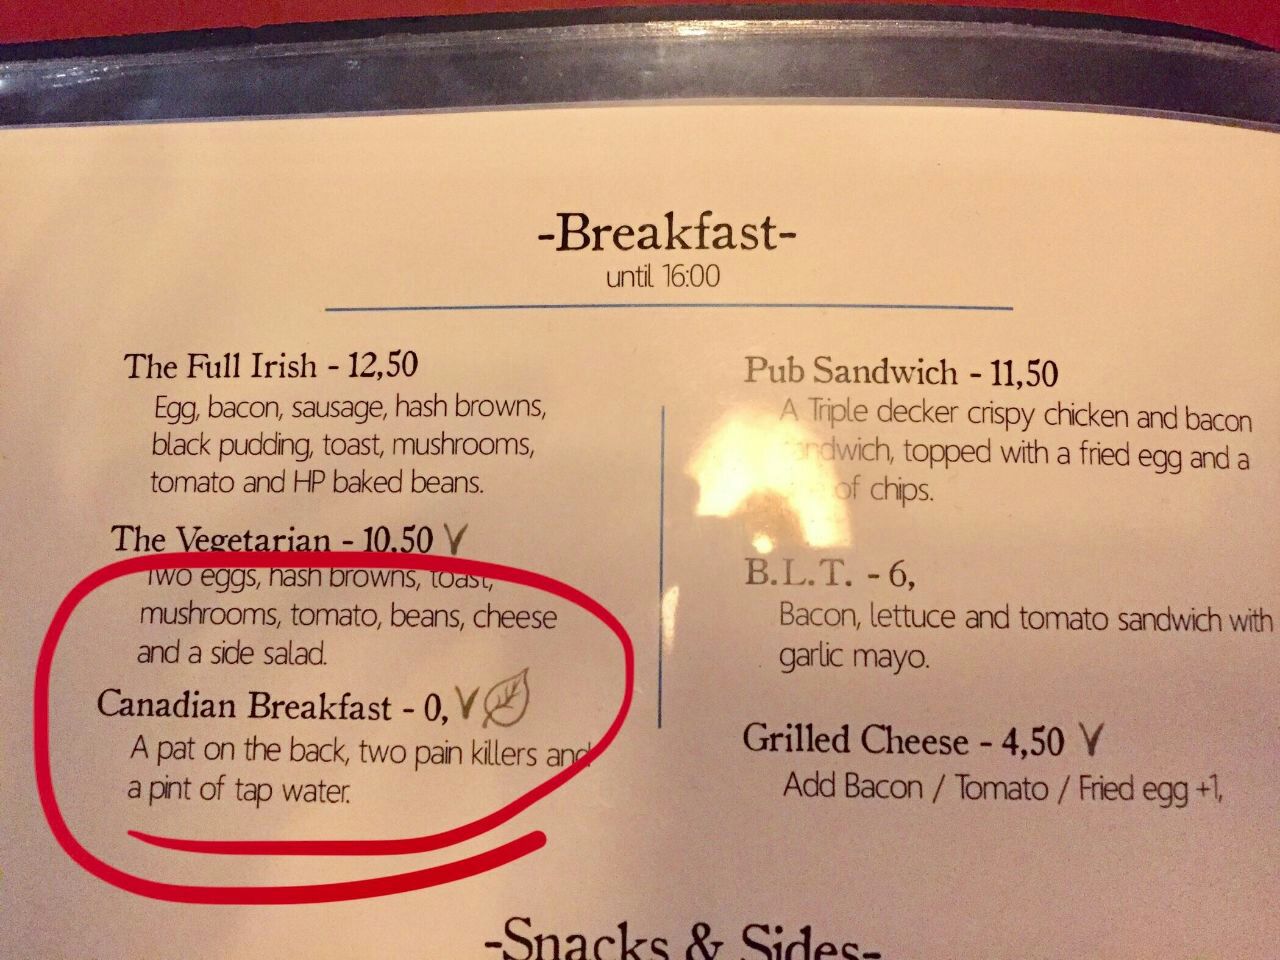 -Breakfast-
until 16:00
The Full Irish - 12,50
Egg, bacon, sausage, hash browns,
black pudding, toast, mushrooms,
tomato and HP baked beans.
The Vegetarian - 10,50 V
Two eggs, hash browns, toast,
mushrooms, tomato, beans, cheese
and a side salad.
Canadian Breakfast - 0, V
A pat on the back, two pain killers and
a pint of tap water.
Pub Sandwich - 11,50
A Triple decker crispy chicken and bacon
sandwich, topped with a fried egg and a
of chips.
B.L.T. - 6,
Bacon, lettuce and tomato sandwich with
garlic mayo.
Grilled Cheese - 4,50 V
Add Bacon / Tomato / Fried egg +1,
-Snacks & Sides-